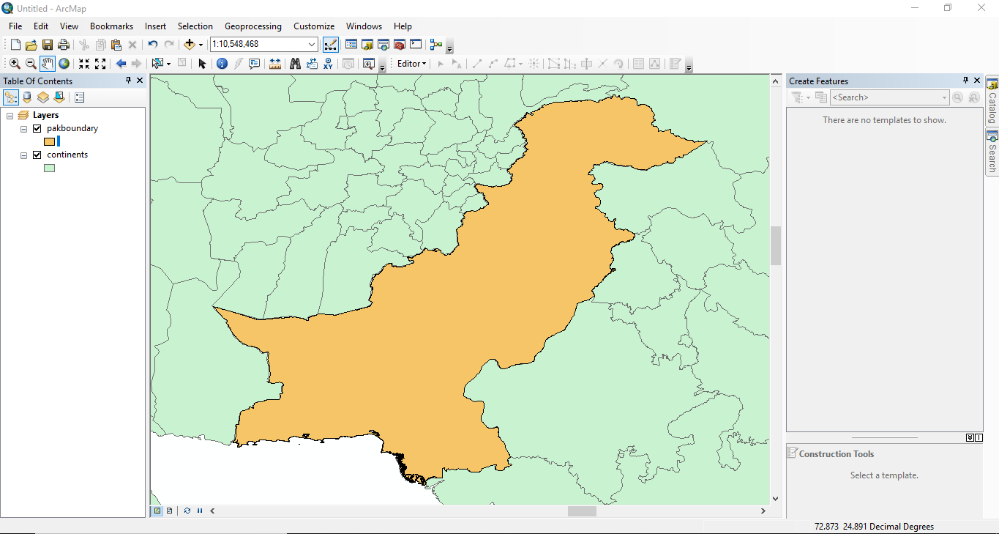 Untitled - ArcMap
File Edit View Bookmarks Insert Selection Geoprocessing Customize Windows Help
1:10,548,468
XY
Editor
Table Of Contents
Layers
pakboundary
continents
Create Features
<Search>
There are no templates to show.
Construction Tools
Select a template.
Catalog
Search
72.873 24.891 Decimal Degrees